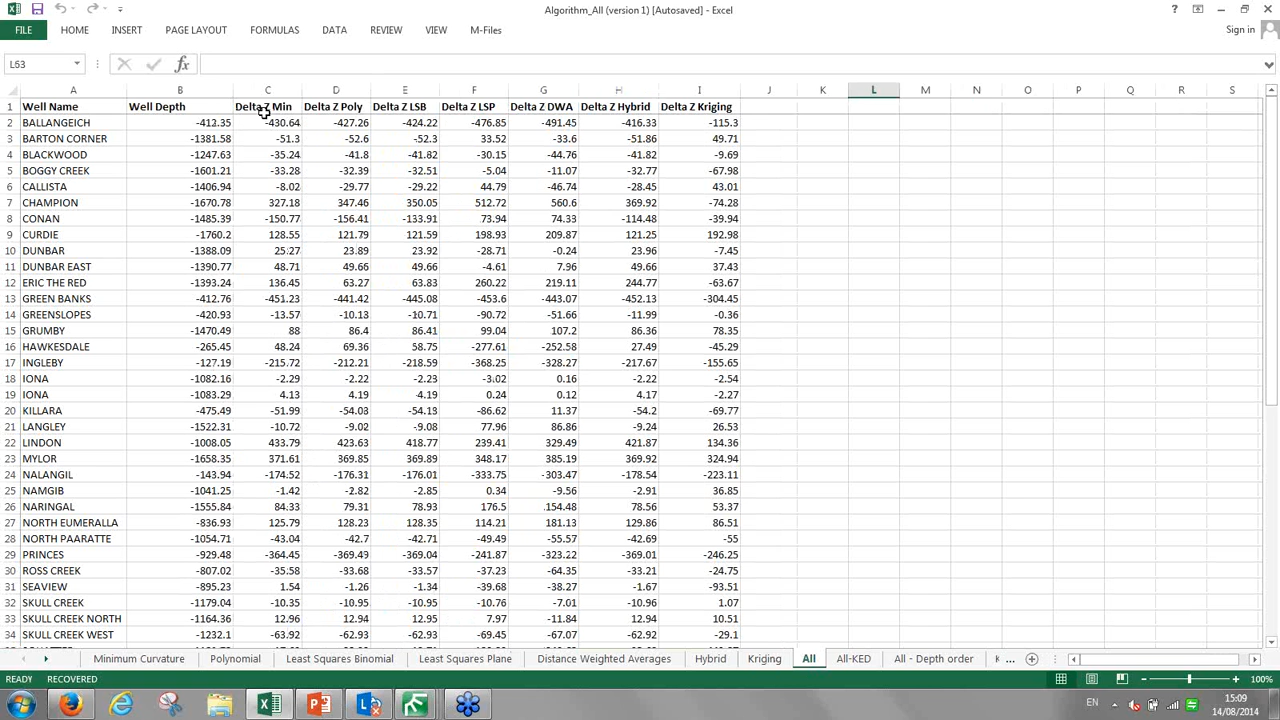 Algorithm_All (version 1) [Autosaved] - Excel
FILE HOME INSERT PAGE LAYOUT FORMULAS DATA REVIEW VIEW M-Files Sign in
L53 fx
A B C D E F G H I J K L M N O P Q R S
1 Well Name Well Depth Delta Z Min Delta Z Poly Delta Z LSB Delta Z LSP Delta Z DWA Delta Z Hybrid Delta Z Kriging
2 BALLANGEICH -413.35 -430.64 -427.26 -424.22 -476.85 -491.45 -416.33 -115.3
3 BARTON CORNER -1381.58 -51.3 -52.6 -52.3 33.52 -33.6 -51.86 49.71
4 BLACKWOOD -1247.63 -35.24 -41.8 -41.82 -30.15 -44.76 -41.82 -9.69
5 BOGGY CREEK -1601.21 -33.28 -32.39 -32.51 -5.04 -11.07 -32.77 -67.98
6 CALLISTA -1406.94 -8.02 -29.77 -29.22 44.79 -46.74 -28.45 43.01
7 CHAMPION -1670.78 327.18 347.46 350.05 512.72 560.6 369.92 -74.28
8 CONAN -1485.39 -150.77 -156.41 -133.91 73.94 74.33 -114.48 -39.94
9 CURDIE -1760.2 128.55 121.79 121.59 198.93 209.87 121.25 192.98
10 DUNBAR -1388.09 25.27 23.89 23.92 -28.71 -0.24 23.96 -7.45
11 DUNBAR EAST -1390.77 48.71 49.66 49.66 -4.61 7.96 49.66 37.43
12 ERIC THE RED -1393.24 136.45 63.27 63.83 260.22 219.11 244.77 -63.67
13 GREEN BANKS -412.76 -451.23 -441.42 -445.08 -453.6 -443.07 -452.13 -304.45
14 GREENSLOPES -420.93 -13.57 -10.13 -10.71 -90.72 -51.66 -11.99 -0.36
15 GRUMBY -1470.49 88 86.4 86.41 99.04 107.2 86.36 78.35
16 HAWKESDALE -265.45 48.24 69.36 58.75 -277.61 -252.58 27.49 -45.29
17 INGLEBY -127.19 -215.72 -212.21 -218.59 -368.25 -328.27 -217.67 -155.65
18 IONA -1082.16 -2.29 -2.22 -2.23 -3.02 0.16 -2.22 -2.54
19 IONA -1083.29 4.13 4.19 4.19 0.24 0.12 4.17 -2.27
20 KILLARA -475.49 -51.99 -54.03 -54.13 -86.62 11.37 -54.2 -69.77
21 LANGLEY -1522.31 -10.72 -9.02 -9.08 77.96 86.86 -9.24 26.53
22 LINDON -1008.05 433.79 423.63 418.77 239.41 329.49 421.87 134.36
23 MYLOR -1658.35 371.61 369.85 369.89 348.17 385.19 369.92 324.94
24 NALANGIL -143.94 -174.52 -176.31 -176.01 -333.75 -303.47 -178.54 -223.11
25 NAMGIB -1041.25 -1.42 -2.82 -2.85 0.34 -9.56 -2.91 36.85
26 NARINGAL -1555.84 84.33 79.31 78.93 176.5 154.48 78.56 53.37
27 NORTH EUMERALLA -836.93 125.79 128.23 128.35 114.21 181.13 129.86 86.51
28 NORTH PAARATTE -1054.71 -43.04 -42.7 -42.71 -49.49 -55.57 -42.69 -55
29 PRINCES -929.48 -364.45 -369.49 -369.04 -241.87 -323.22 -369.01 -246.25
30 ROSS CREEK -807.02 -35.58 -33.68 -33.57 -37.23 -64.35 -33.21 -24.75
31 SEAVIEW -895.23 1.54 -1.26 -1.34 -39.68 -38.27 -1.67 -93.51
32 SKULL CREEK -1179.04 -10.35 -10.95 -10.95 -10.76 -7.01 -10.96 1.07
33 SKULL CREEK NORTH -1164.36 12.96 12.94 12.95 7.97 -11.84 12.94 10.51
34 SKULL CREEK WEST -1232.1 -63.92 -62.93 -62.93 -69.45 -67.07 -62.92 -29.1
Minimum Curvature Polynomial Least Squares Binomial Least Squares Plane Distance Weighted Averages Hybrid Kriging All All-KED All - Depth order ...
READY RECOVERED 100%
EN 15:09
14/08/2014